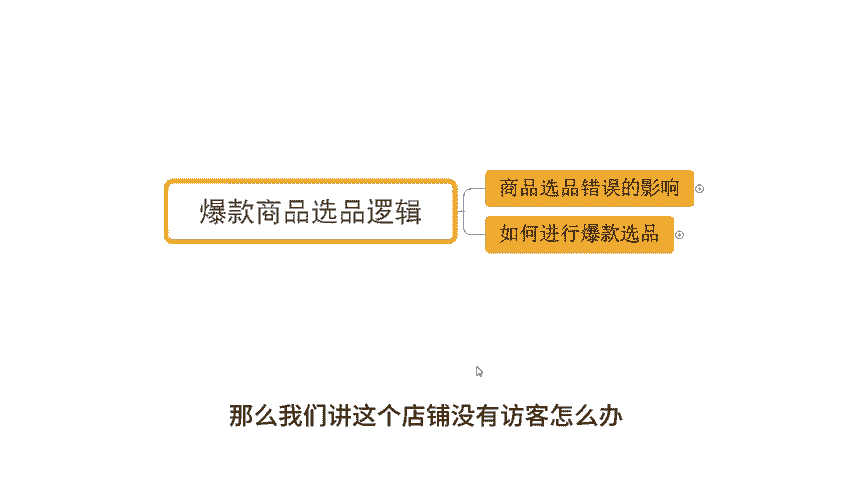 爆款商品选品逻辑
商品选品错误的影响
如何进行爆款选品
那么我们讲这个店铺没有访客怎么办